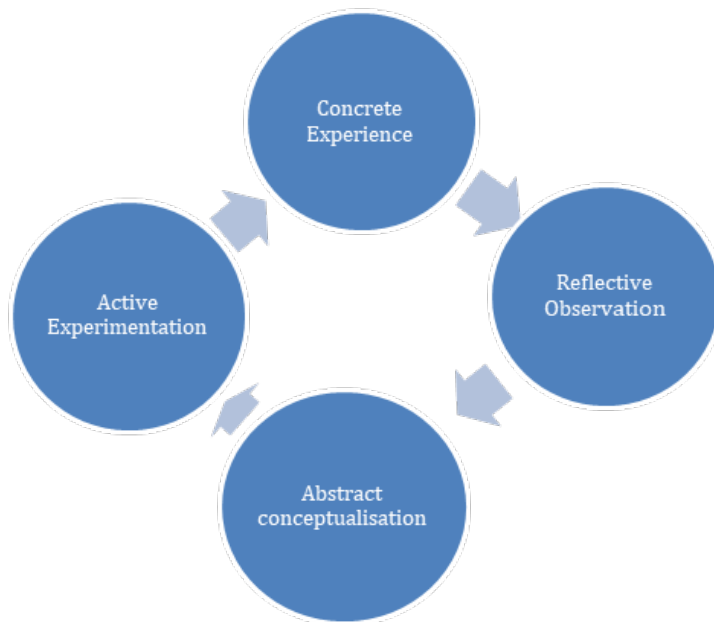 Concrete
Experience
Reflective
Observation
Abstract
conceptualisation
Active
Experimentation